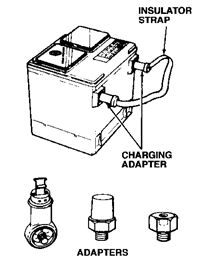 INSULATOR
STRAP
CHARGING
ADAPTER
ADAPTERS